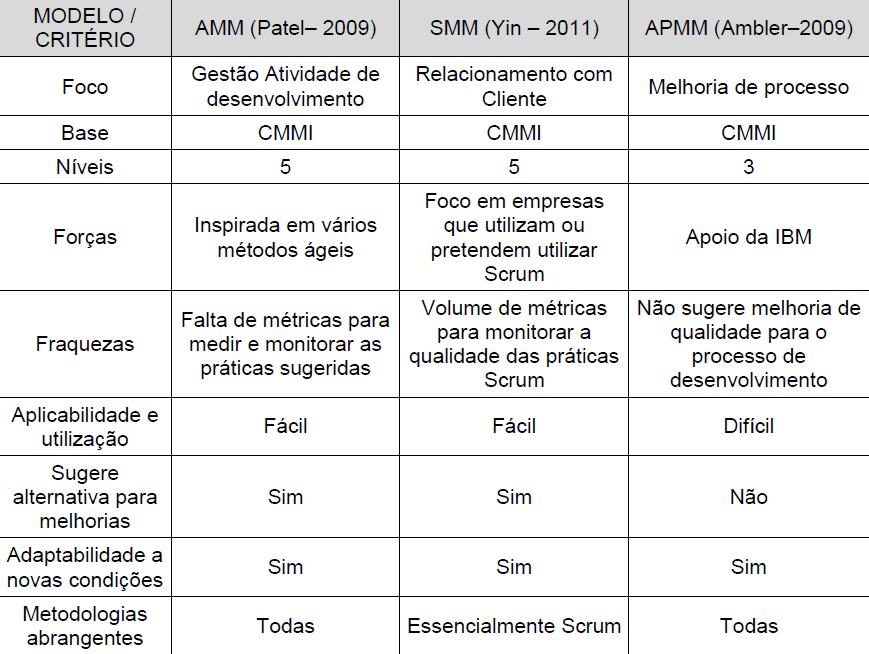 MODELO /
CRITÉRIO
AMM (Patel– 2009)
SMM (Yin – 2011)
APMM (Ambler–2009)
Foco
Gestão Atividade de
desenvolvimento
Relacionamento com
Cliente
Melhoria de processo
Base
CMMI
CMMI
CMMI
Níveis
5
5
3
Forças
Inspirada em vários
métodos ágeis
Foco em empresas
que utilizam ou
pretendem utilizar
Scrum
Apoio da IBM
Fraquezas
Falta de métricas para
medir e monitorar as
práticas sugeridas
Volume de métricas
para monitorar a
qualidade das práticas
Scrum
Não sugere melhoria de
qualidade para o
processo de
desenvolvimento
Aplicabilidade e
utilização
Fácil
Fácil
Difícil
Sugere
alternativa para
melhorias
Sim
Sim
Não
Adaptabilidade a
novas condições
Sim
Sim
Sim
Metodologias
abrangentes
Todas
Essencialmente Scrum
Todas